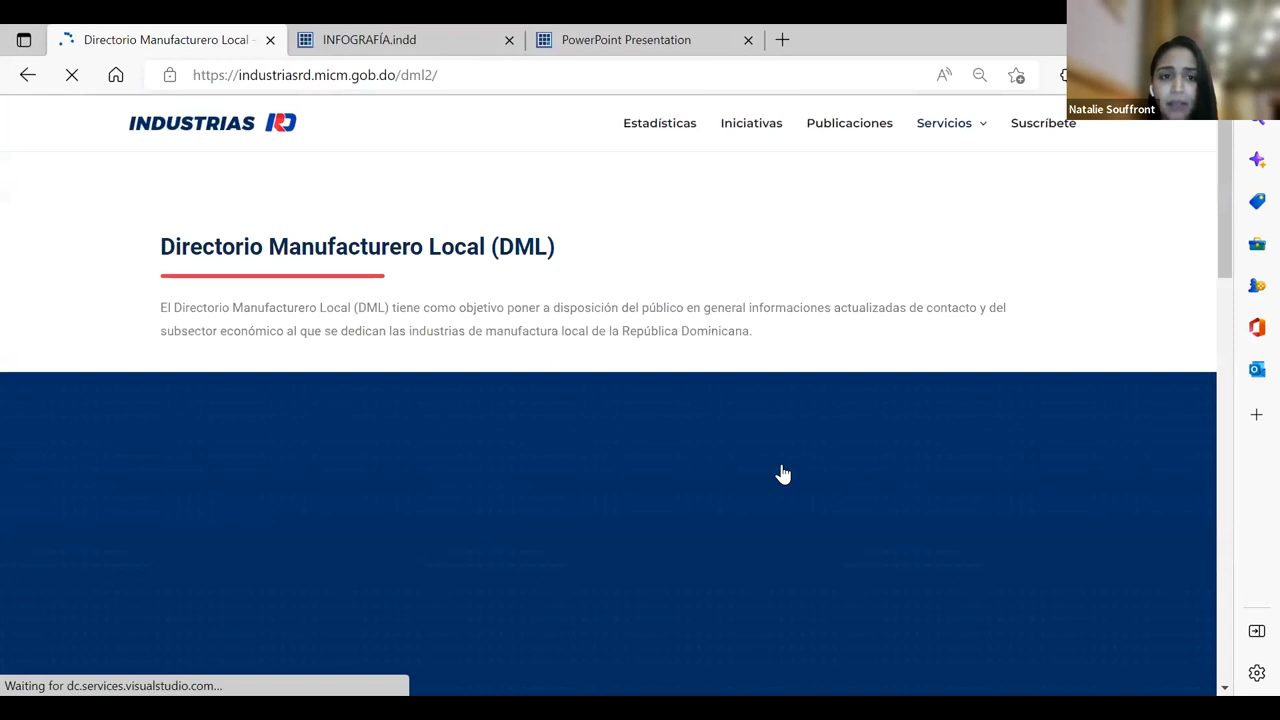 Directorio Manufacturero Local -
INFOGRAFÍA.indd
PowerPoint Presentation
https://industriasrd.micm.gob.do/dml2/
Natalie Souffront
INDUSTRIAS RD
Estadísticas
Iniciativas
Publicaciones
Servicios
Suscríbete
Directorio Manufacturero Local (DML)
El Directorio Manufacturero Local (DML) tiene como objetivo poner a disposición del público en general informaciones actualizadas de contacto y del
subsector económico al que se dedican las industrias de manufactura local de la República Dominicana.
Waiting for dc.services.visualstudio.com...